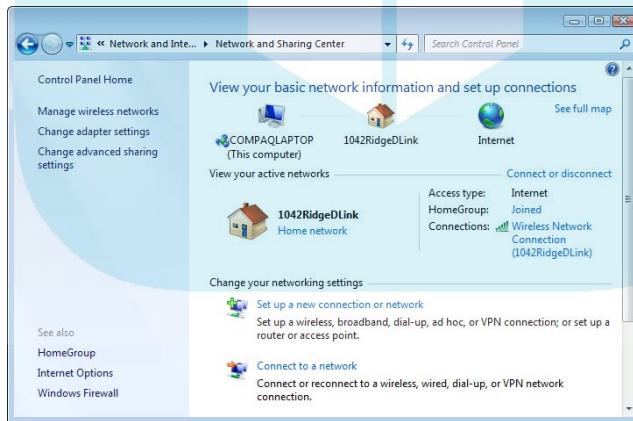 « Network and Inte... ▸ Network and Sharing Center
Search Control Panel
Control Panel Home
Manage wireless networks
Change adapter settings
Change advanced sharing
settings
See also
HomeGroup
Internet Options
Windows Firewall
View your basic network information and set up connections
See full map
COMPAQLAPTOP
(This computer)
1042RidgeDLink
Internet
View your active networks
Connect or disconnect
1042RidgeDLink
Home network
Access type: Internet
HomeGroup: Joined
Connections: Wireless Network
Connection
(1042RidgeDLink)
Change your networking settings
Set up a new connection or network
Set up a wireless, broadband, dial-up, ad hoc, or VPN connection; or set up a
router or access point.
Connect to a network
Connect or reconnect to a wireless, wired, dial-up, or VPN network
connection.